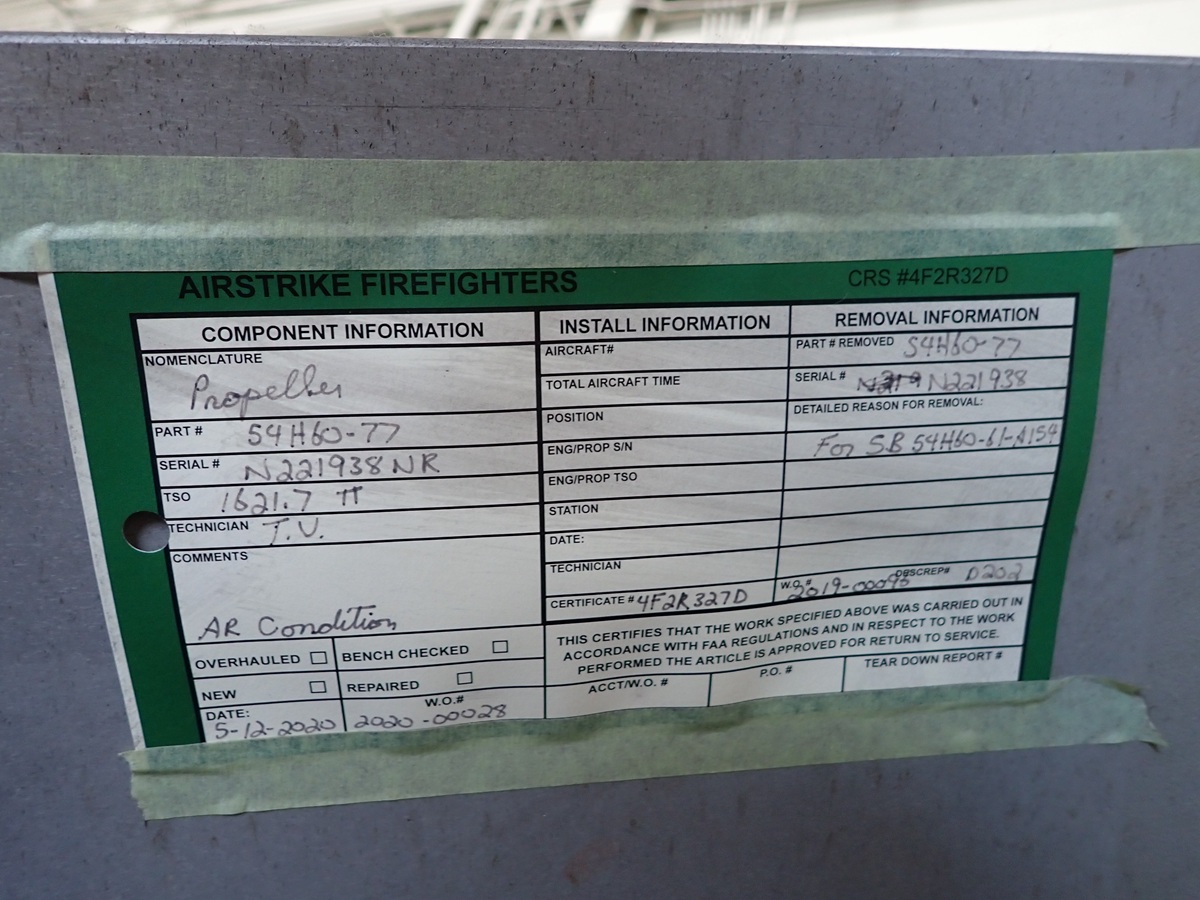 AIRSTRIKE FIREFIGHTERS CRS #4F2R327D
COMPONENT INFORMATION
NOMENCLATURE
Propeller
PART # 54H60-77
SERIAL # N221938NR
TSO 1621.7 TT
TECHNICIAN T.V.
COMMENTS
AR Condition
OVERHAULED ☐ BENCH CHECKED ☐
NEW ☐ REPAIRED ☐
DATE: W.O.#
5-12-2020 2020-00028
INSTALL INFORMATION
AIRCRAFT#
TOTAL AIRCRAFT TIME
POSITION
ENG/PROP S/N
ENG/PROP TSO
STATION
DATE:
TECHNICIAN
CERTIFICATE # 4F2R327D
REMOVAL INFORMATION
PART # REMOVED 54H60-77
SERIAL # N221938
DETAILED REASON FOR REMOVAL:
For SB 54H60-61-A154
W.O.# 2019-00090 DESCREP# D202
THIS CERTIFIES THAT THE WORK SPECIFIED ABOVE WAS CARRIED OUT IN
ACCORDANCE WITH FAA REGULATIONS AND IN RESPECT TO THE WORK
PERFORMED THE ARTICLE IS APPROVED FOR RETURN TO SERVICE.
ACCT/W.O. # P.O. # TEAR DOWN REPORT #